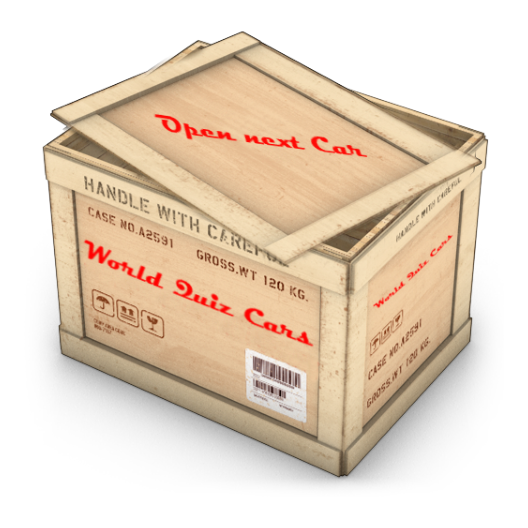 Open next Car
HANDLE WITH CAREFUL
CASE NO.A2591
GROSS.WT 120 KG.
World Quiz Cars
HANDLE WITH CAREFUL
World Quiz Cars
CASE NO.A2591
GROSS.WT 120 KG.